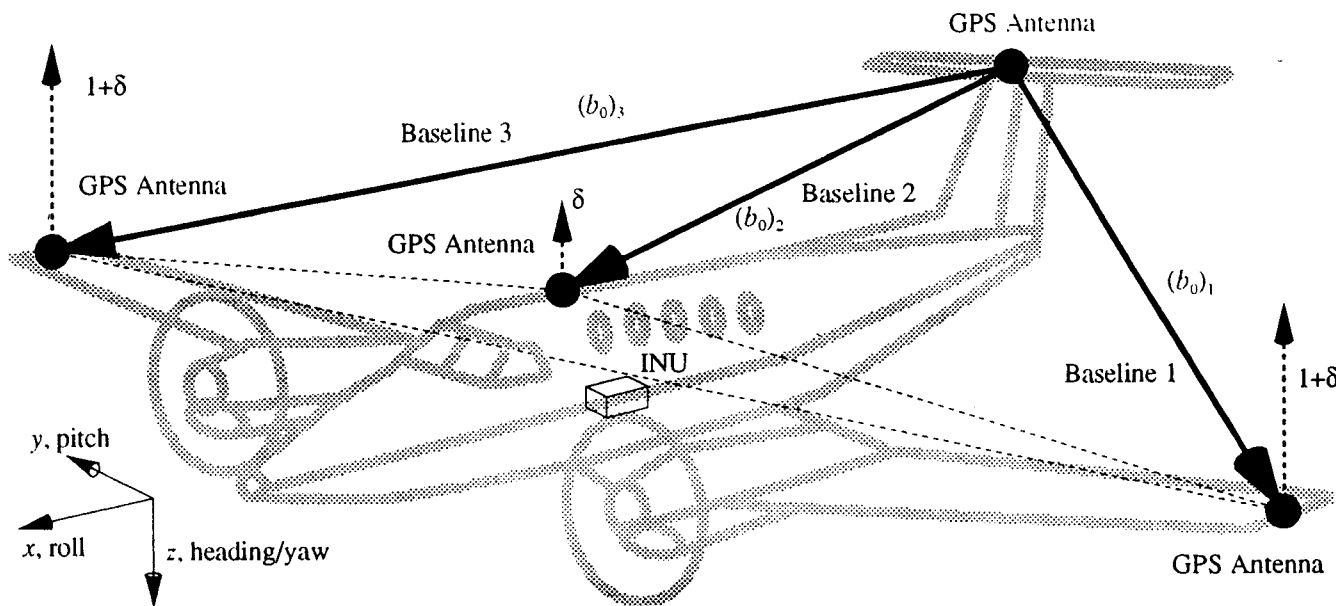 GPS Antenna
1+δ
(b₀)₃
Baseline 3
GPS Antenna
δ
Baseline 2
GPS Antenna
(b₀)₂
(b₀)₁
INU
Baseline 1
1+δ
y, pitch
x, roll
z, heading/yaw
GPS Antenna